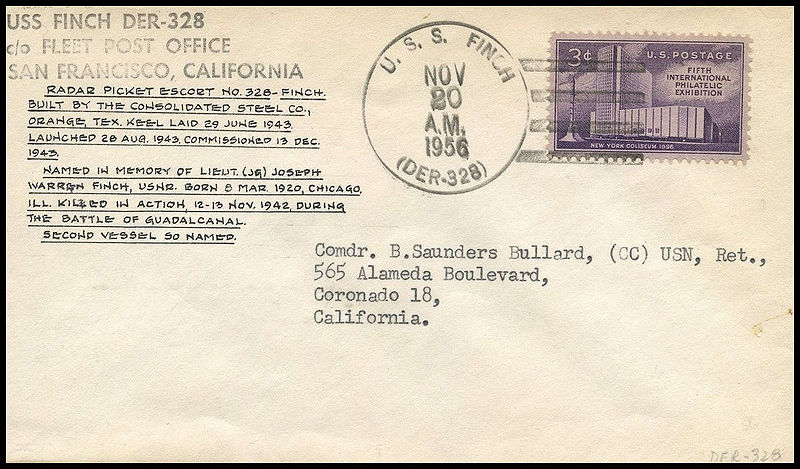 USS FINCH DER-328
c/o FLEET POST OFFICE
SAN FRANCISCO, CALIFORNIA
RADAR PICKET ESCORT NO. 328- FINCH.
BUILT BY THE CONSOLIDATED STEEL CO.,
ORANGE, TEX. KEEL LAID 29 JUNE 1943.
LAUNCHED 28 AUG. 1943. COMMISSIONED 13 DEC.
1943.
NAMED IN MEMORY OF LIEUT. (JG) JOSEPH
WARREN FINCH, USNR. BORN 8 MAR. 1920, CHICAGO,
ILL. KILLED IN ACTION, 12-13 NOV. 1942, DURING
THE BATTLE OF GUADALCANAL.
SECOND VESSEL SO NAMED.
U. S. S. FINCH
NOV
20
A.M.
1956
(DER-328)
3¢ U.S. POSTAGE
FIFTH
INTERNATIONAL
PHILATELIC
EXHIBITION
NEW YORK COLISEUM 1956
Comdr. B.Saunders Bullard, (CC) USN, Ret.,
565 Alameda Boulevard,
Coronado 18,
California.
DER-328